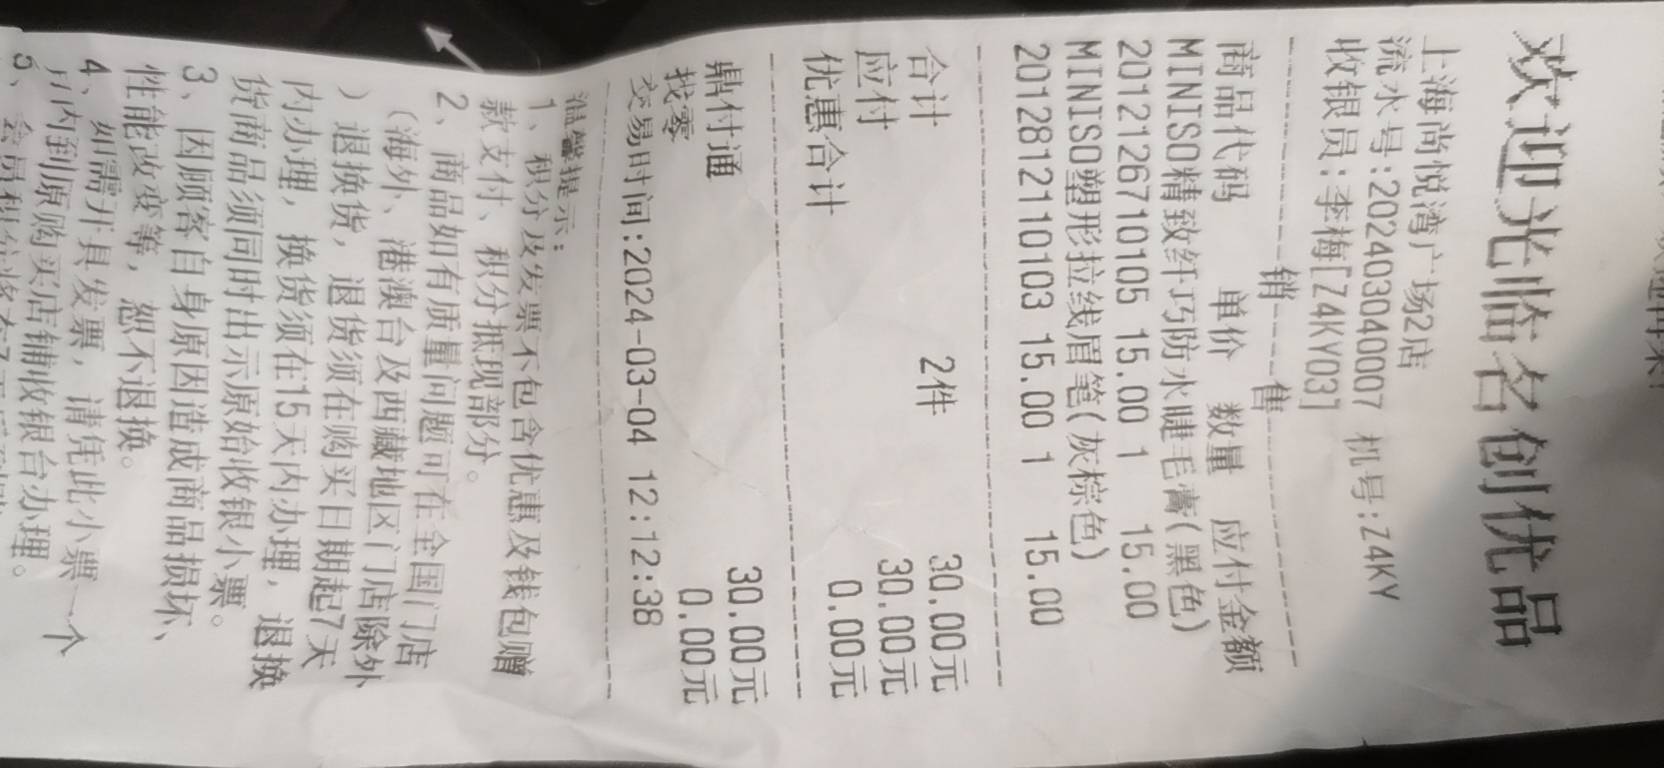 欢迎光临名创优品
上海尚悦湾广场2店
流水号:202403040007 机号:Z4KY
收银员:李梅[Z4KY03]
--------销--售--------
商品代码 单价 数量 应付金额
MINISO精致纤巧防水睫毛膏(黑色)
2012126710105 15.00 1 15.00
MINISO塑形拉线眉笔(灰棕色)
2012812110103 15.00 1 15.00
合计 2件 30.00元
应付 30.00元
优惠合计 0.00元
鼎付通 30.00元
找零 0.00元
交易时间:2024-03-04 12:12:38
温馨提示:
1、积分及发票不包含优惠及钱包赠
款支付、积分抵现部分。
2、商品如有质量问题可在全国门店
(海外、港澳台及西藏地区门店除外
)退换货，退货须在购买日期起7天
内办理，换货须在15天内办理，退换
货商品须同时出示原始收银小票。
3、因顾客自身原因造成商品损坏、
性能改变等，恕不退换。
4、如需开具发票，请凭此小票一个
月内到原购买店铺收银台办理。
5、会员积分